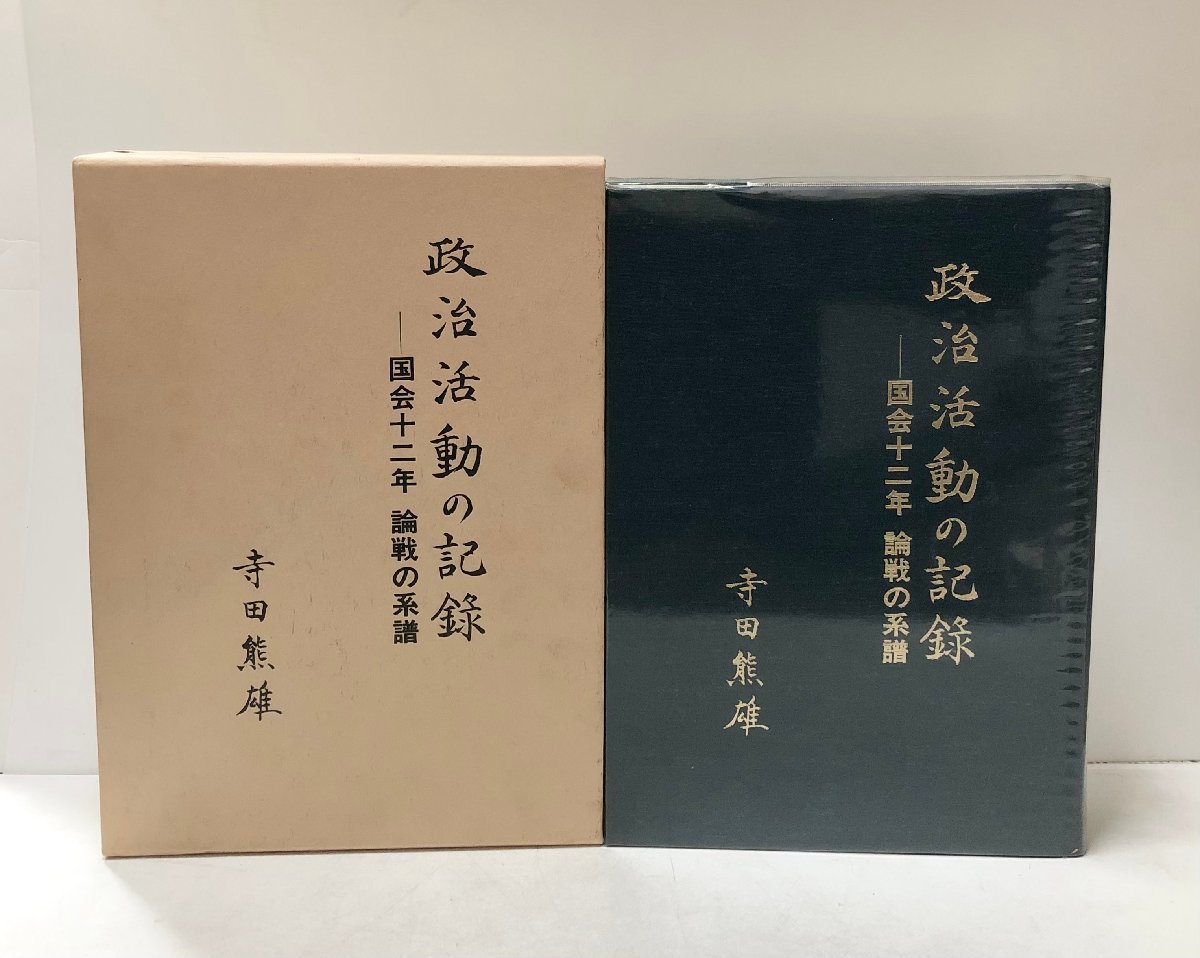 政治活動の記錄
──国会十二年 論戦の系譜
寺田熊雄
政治活動の記錄
──国会十二年 論戦の系譜
寺田熊雄